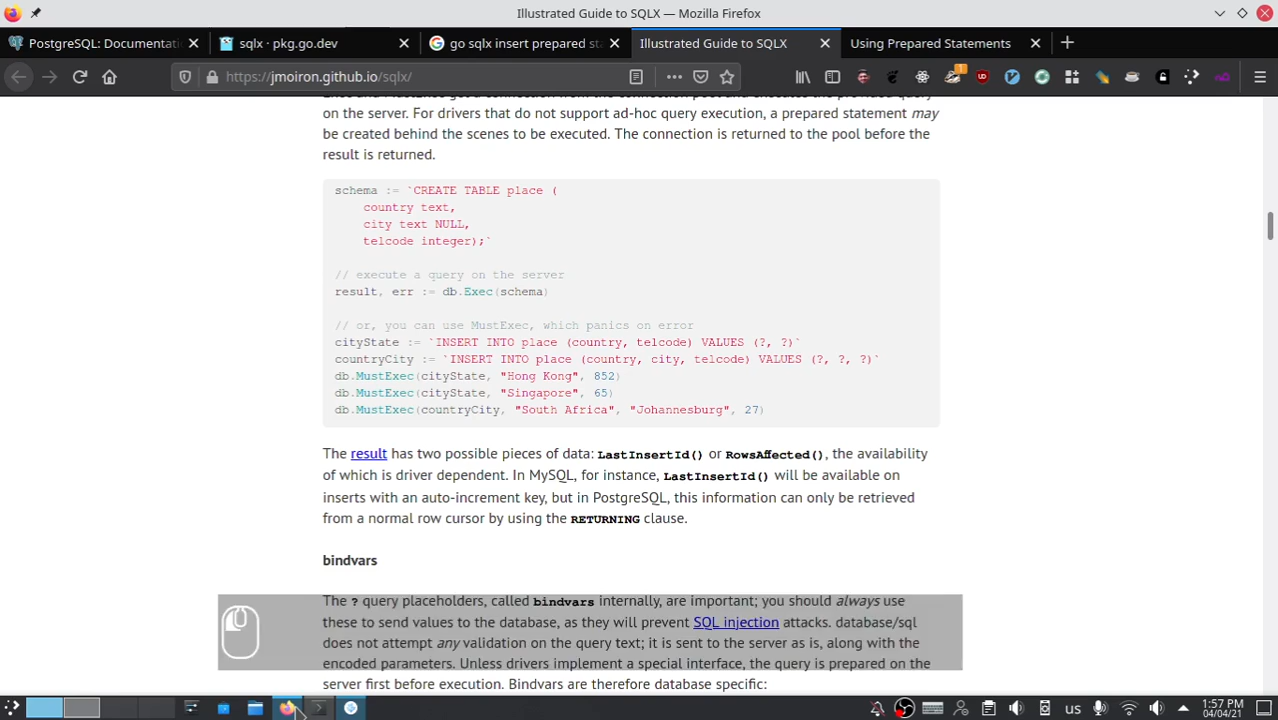 Illustrated Guide to SQLX — Mozilla Firefox
PostgreSQL: Documentati
sqlx · pkg.go.dev
go sqlx insert prepared sta
Illustrated Guide to SQLX
Using Prepared Statements
https://jmoiron.github.io/sqlx/
1
on the server. For drivers that do not support ad-hoc query execution, a prepared statement may
be created behind the scenes to be executed. The connection is returned to the pool before the
result is returned.
schema := `CREATE TABLE place (
country text,
city text NULL,
telcode integer);`
// execute a query on the server
result, err := db.Exec(schema)
// or, you can use MustExec, which panics on error
cityState := `INSERT INTO place (country, telcode) VALUES (?, ?)`
countryCity := `INSERT INTO place (country, city, telcode) VALUES (?, ?, ?)`
db.MustExec(cityState, "Hong Kong", 852)
db.MustExec(cityState, "Singapore", 65)
db.MustExec(countryCity, "South Africa", "Johannesburg", 27)
The result has two possible pieces of data: LastInsertId() or RowsAffected(), the availability
of which is driver dependent. In MySQL, for instance, LastInsertId() will be available on
inserts with an auto-increment key, but in PostgreSQL, this information can only be retrieved
from a normal row cursor by using the RETURNING clause.
bindvars
The ? query placeholders, called bindvars internally, are important; you should always use
these to send values to the database, as they will prevent SQL injection attacks. database/sql
does not attempt any validation on the query text; it is sent to the server as is, along with the
encoded parameters. Unless drivers implement a special interface, the query is prepared on the
server first before execution. Bindvars are therefore database specific:
us
1:57 PM
04/04/21